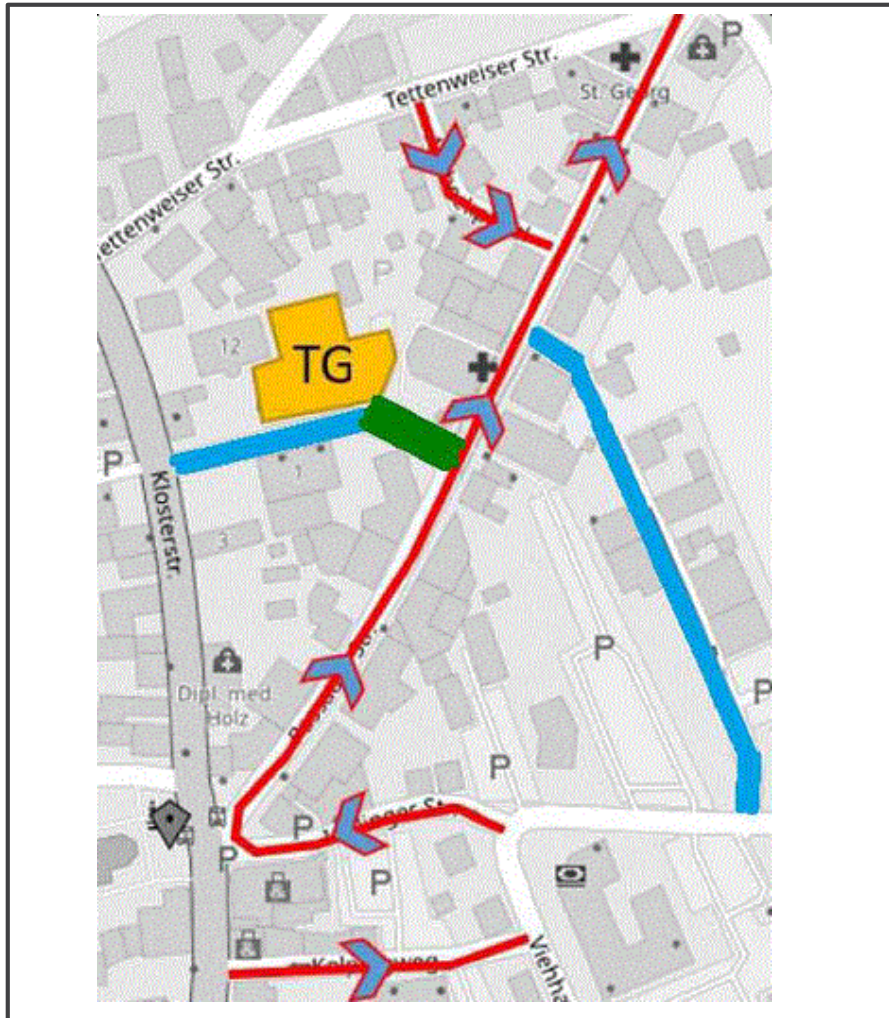 P
Tettenweiser Str.
St. Georg
Tettenweiser Str.
P
12
TG
P
1
Klosterstr.
3
P
Dipl. med.
Holz
P
P
P
P
P
Viehha